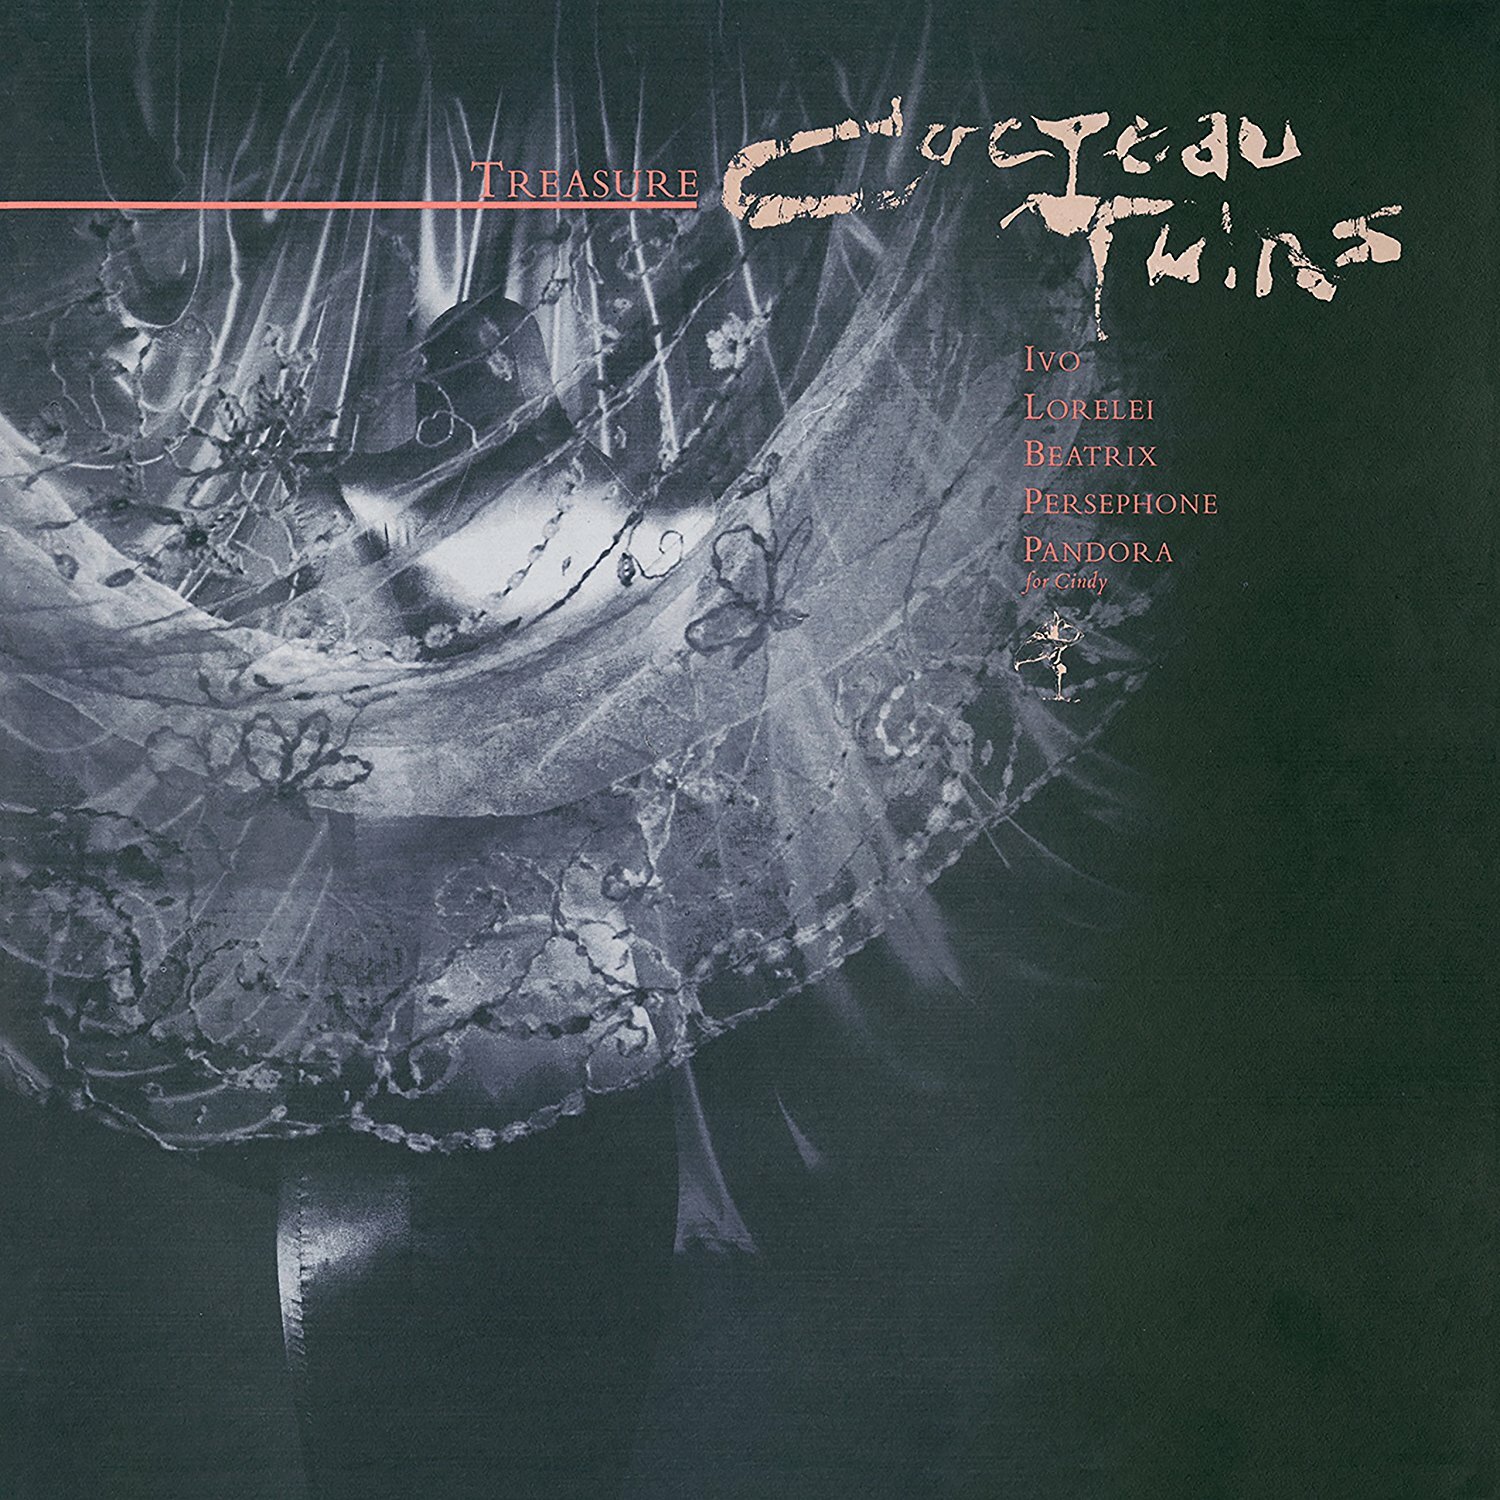 TREASURE
Cocteau
Twins
IVO
LORELEI
BEATRIX
PERSEPHONE
PANDORA
for Cindy